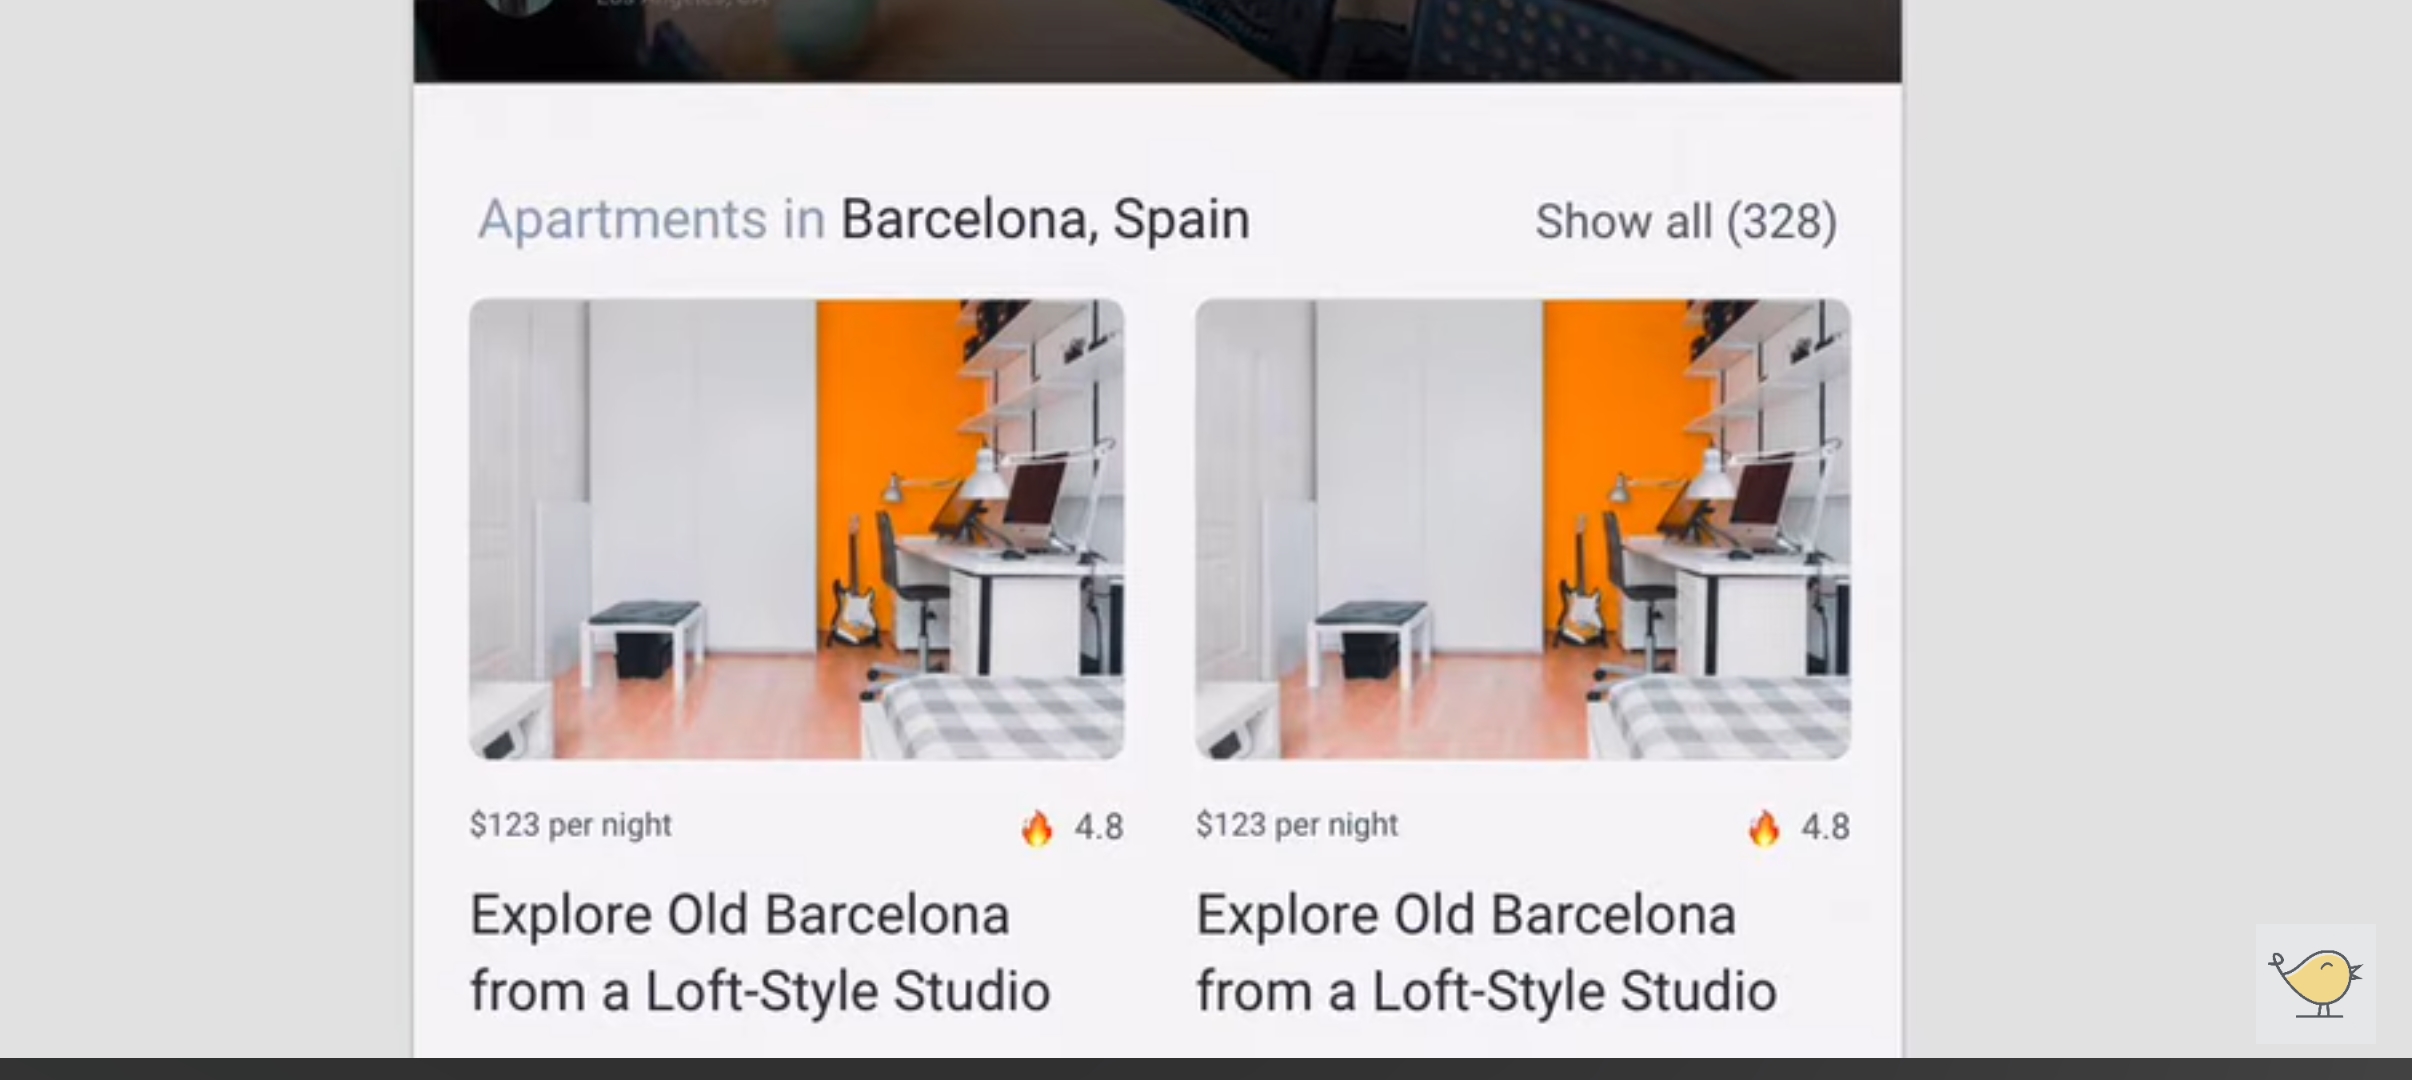 Apartments in Barcelona, Spain
Show all (328)
$123 per night
4.8
$123 per night
4.8
Explore Old Barcelona
from a Loft-Style Studio
Explore Old Barcelona
from a Loft-Style Studio